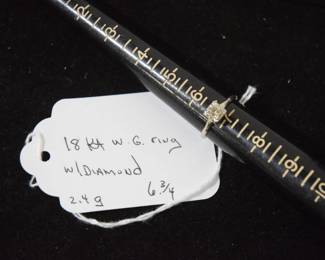 18 kt W. G. ring
w/DIAMOND
2.4 g 6 3/4